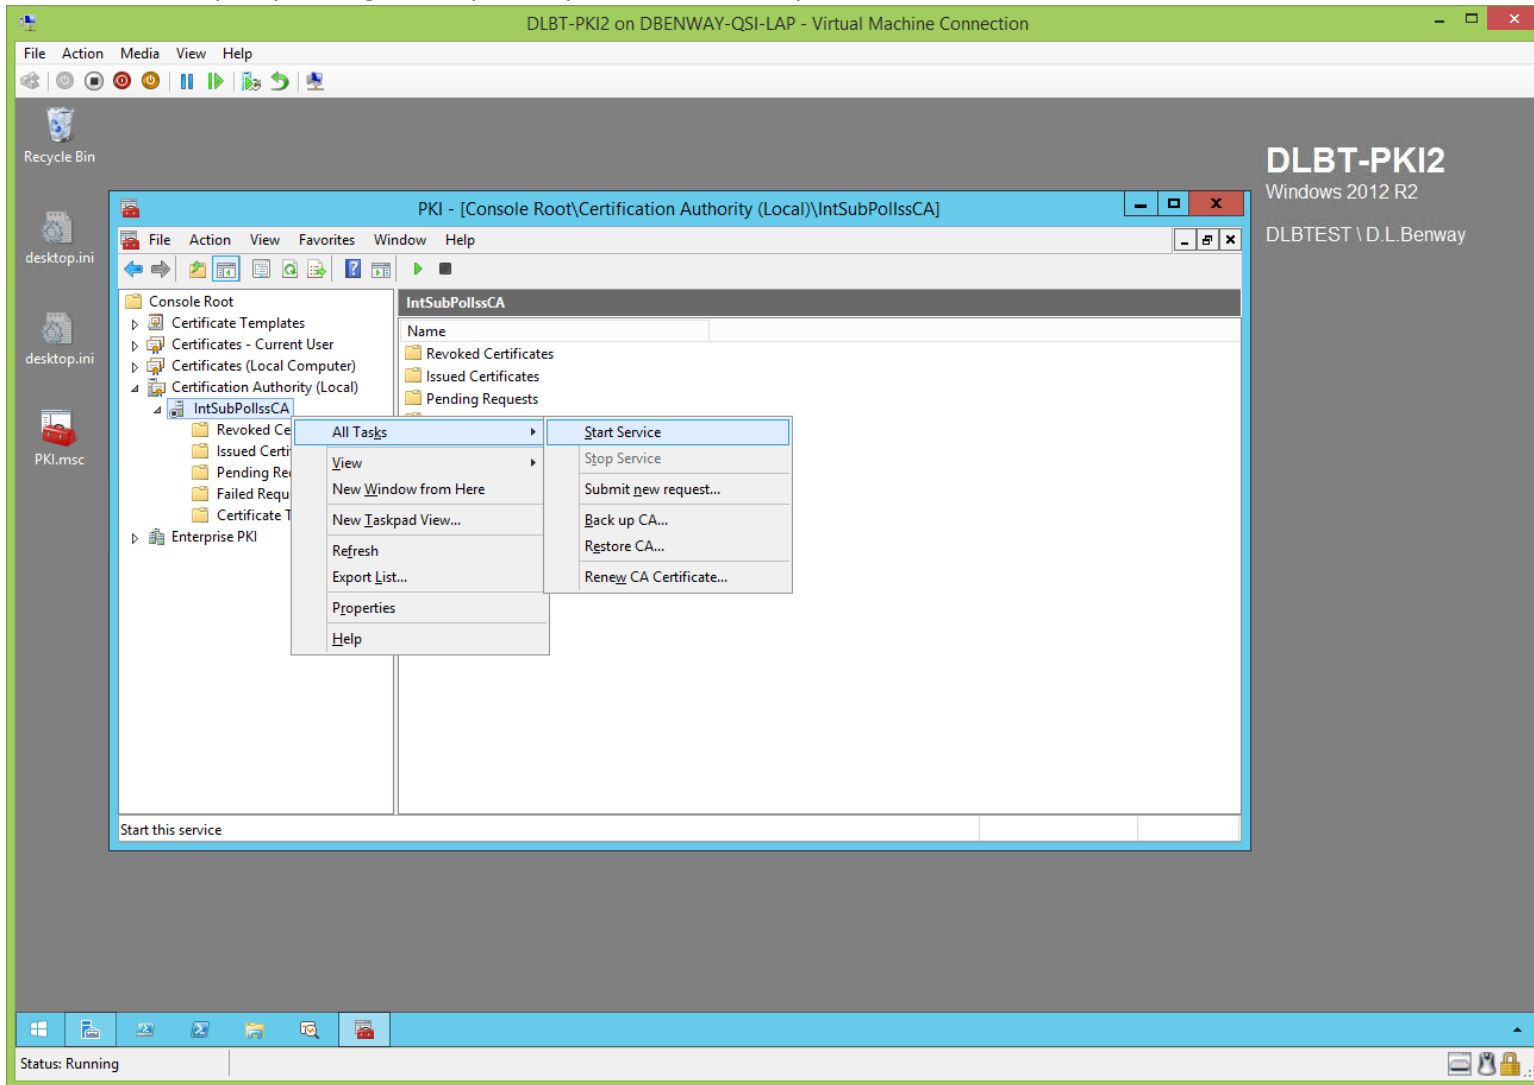 DLBT-PKI2 on DBENWAY-QSI-LAP - Virtual Machine Connection
File Action Media View Help
Recycle Bin
desktop.ini
desktop.ini
PKI.msc
DLBT-PKI2
Windows 2012 R2
DLBTEST \ D.L.Benway
PKI - [Console Root\Certification Authority (Local)\IntSubPolIssCA]
File Action View Favorites Window Help
Console Root
Certificate Templates
Certificates - Current User
Certificates (Local Computer)
Certification Authority (Local)
IntSubPolIssCA
Revoked Ce
Issued Certi
Pending Re
Failed Requ
Certificate T
Enterprise PKI
IntSubPolIssCA
Name
Revoked Certificates
Issued Certificates
Pending Requests
All Tasks
View
New Window from Here
New Taskpad View...
Refresh
Export List...
Properties
Help
Start Service
Stop Service
Submit new request...
Back up CA...
Restore CA...
Renew CA Certificate...
Start this service
Status: Running